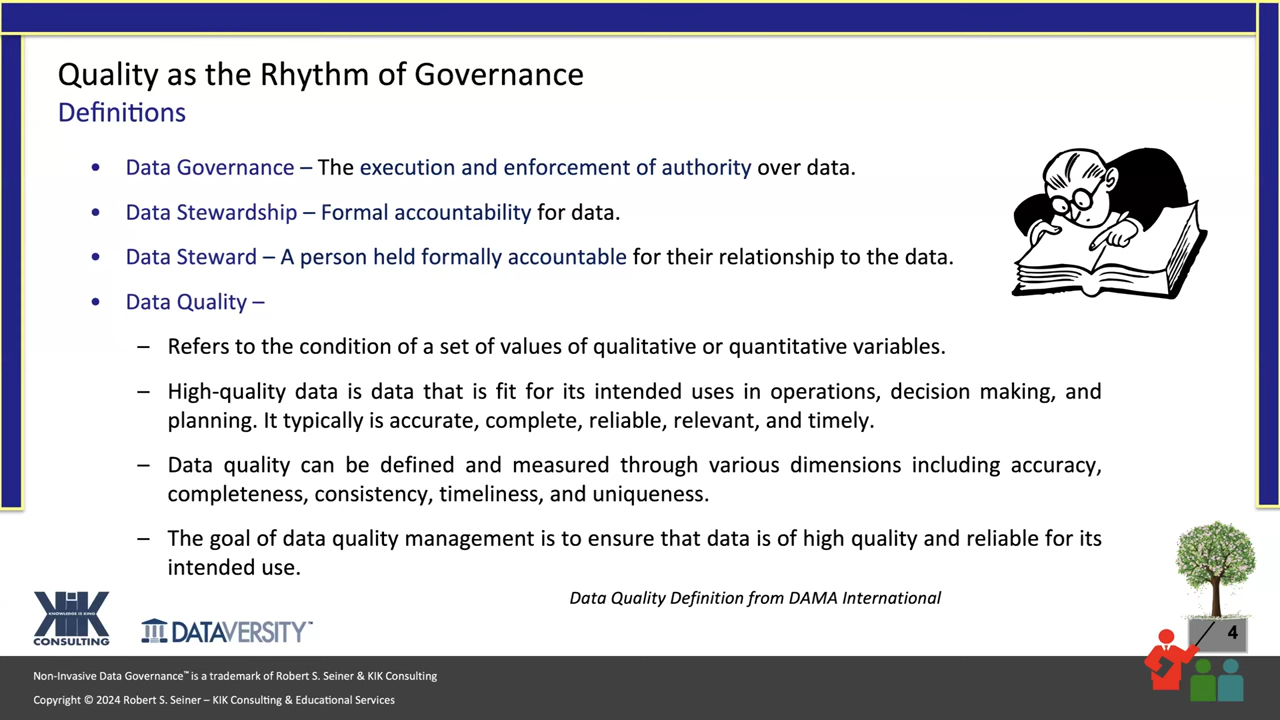 Quality as the Rhythm of Governance
Definitions
• Data Governance – The execution and enforcement of authority over data.
• Data Stewardship – Formal accountability for data.
• Data Steward – A person held formally accountable for their relationship to the data.
• Data Quality –
– Refers to the condition of a set of values of qualitative or quantitative variables.
– High-quality data is data that is fit for its intended uses in operations, decision making, and
planning. It typically is accurate, complete, reliable, relevant, and timely.
– Data quality can be defined and measured through various dimensions including accuracy,
completeness, consistency, timeliness, and uniqueness.
– The goal of data quality management is to ensure that data is of high quality and reliable for its
intended use.
Data Quality Definition from DAMA International
KIK
KNOWLEDGE IS KING
CONSULTING
DATAVERSITY™
4
Non-Invasive Data Governance™ is a trademark of Robert S. Seiner & KIK Consulting
Copyright © 2024 Robert S. Seiner – KIK Consulting & Educational Services